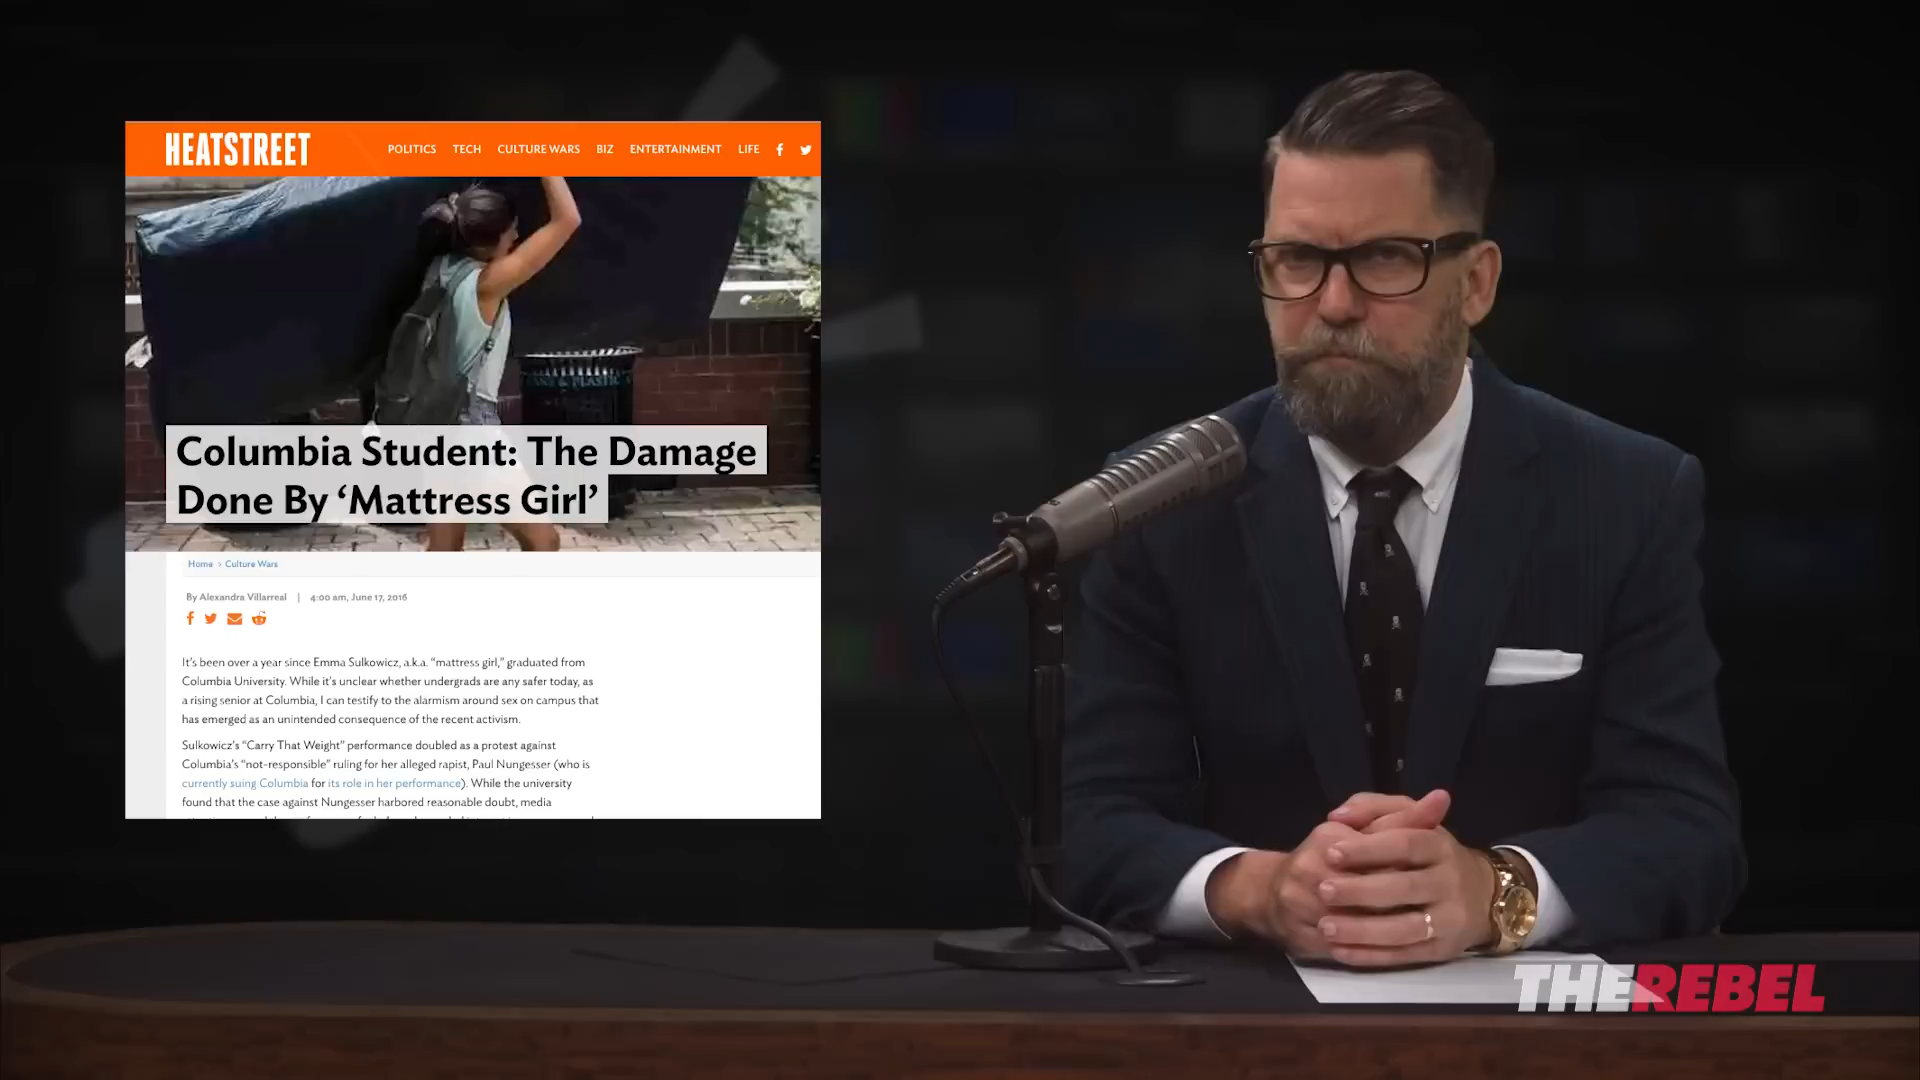 HEATSTREET
POLITICS TECH CULTURE WARS BIZ ENTERTAINMENT LIFE
Columbia Student: The Damage
Done By ‘Mattress Girl’
Home > Culture Wars
By Alexandra Villarreal | 4:00 am, June 17, 2016
It's been over a year since Emma Sulkowicz, a.k.a. “mattress girl,” graduated from
Columbia University. While it's unclear whether undergrads are any safer today, as
a rising senior at Columbia, I can testify to the alarmism around sex on campus that
has emerged as an unintended consequence of the recent activism.
Sulkowicz's “Carry That Weight” performance doubled as a protest against
Columbia's “not-responsible” ruling for her alleged rapist, Paul Nungesser (who is
currently suing Columbia for its role in her performance). While the university
found that the case against Nungesser harbored reasonable doubt, media
THE REBEL